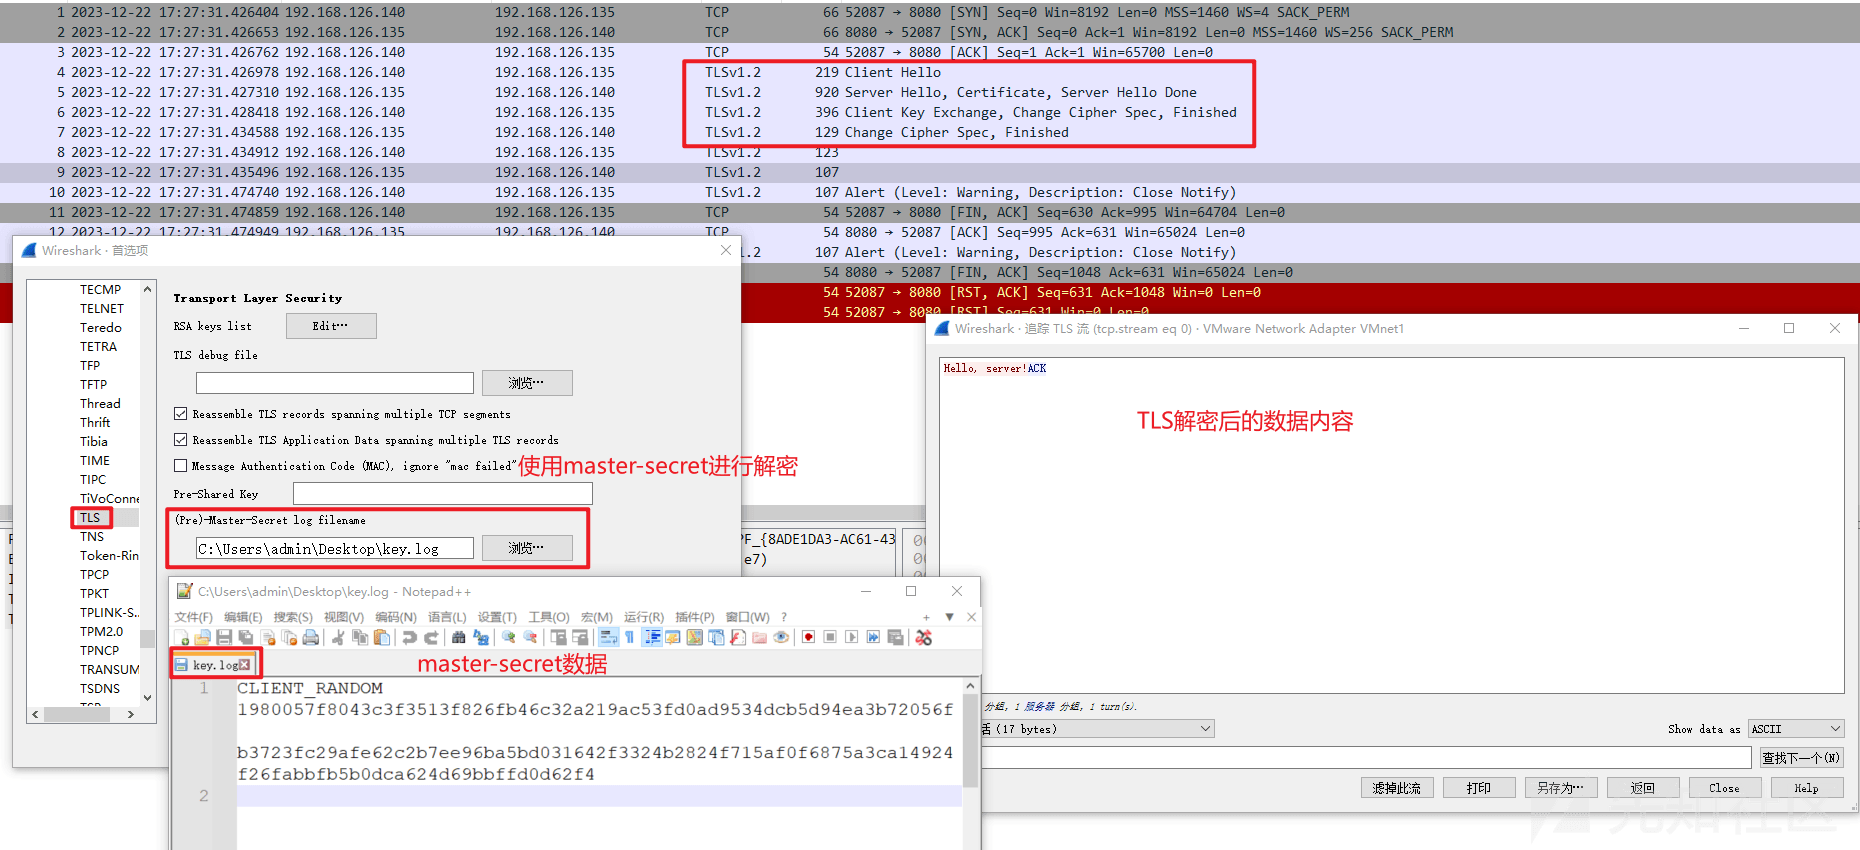 1 2023-12-22 17:27:31.426404 192.168.126.140 192.168.126.135 TCP 66 52087 → 8080 [SYN] Seq=0 Win=8192 Len=0 MSS=1460 WS=4 SACK_PERM
2 2023-12-22 17:27:31.426653 192.168.126.135 192.168.126.140 TCP 66 8080 → 52087 [SYN, ACK] Seq=0 Ack=1 Win=8192 Len=0 MSS=1460 WS=256 SACK_PERM
3 2023-12-22 17:27:31.426762 192.168.126.140 192.168.126.135 TCP 54 52087 → 8080 [ACK] Seq=1 Ack=1 Win=65700 Len=0
4 2023-12-22 17:27:31.426978 192.168.126.140 192.168.126.135 TLSv1.2 219 Client Hello
5 2023-12-22 17:27:31.427310 192.168.126.135 192.168.126.140 TLSv1.2 920 Server Hello, Certificate, Server Hello Done
6 2023-12-22 17:27:31.428418 192.168.126.140 192.168.126.135 TLSv1.2 396 Client Key Exchange, Change Cipher Spec, Finished
7 2023-12-22 17:27:31.434588 192.168.126.135 192.168.126.140 TLSv1.2 129 Change Cipher Spec, Finished
8 2023-12-22 17:27:31.434912 192.168.126.140 192.168.126.135 TLSv1.2 123
9 2023-12-22 17:27:31.435496 192.168.126.135 192.168.126.140 TLSv1.2 107
10 2023-12-22 17:27:31.474740 192.168.126.140 192.168.126.135 TLSv1.2 107 Alert (Level: Warning, Description: Close Notify)
11 2023-12-22 17:27:31.474859 192.168.126.140 192.168.126.135 TCP 54 52087 → 8080 [FIN, ACK] Seq=630 Ack=995 Win=64704 Len=0
12 2023-12-22 17:27:31.474949 192.168.126.135 192.168.126.140 TCP 54 8080 → 52087 [ACK] Seq=995 Ack=631 Win=65024 Len=0
1.2 107 Alert (Level: Warning, Description: Close Notify)
54 8080 → 52087 [FIN, ACK] Seq=1048 Ack=631 Win=65024 Len=0
54 52087 → 8080 [RST, ACK] Seq=631 Ack=1048 Win=0 Len=0
54 52087 → 8080 [RST] Seq=631 Win=0 Len=0
Wireshark · 首选项
TECMP
TELNET
Teredo
TETRA
TFP
TFTP
Thread
Thrift
Tibia
TIME
TIPC
TiVoConne
TLS
TNS
Token-Rin
TPCP
TPKT
TPLINK-S..
TPM2.0
TPNCP
TRANSUM
TSDNS
TSP
Transport Layer Security
RSA keys list Edit…
TLS debug file
浏览…
Reassemble TLS records spanning multiple TCP segments
Reassemble TLS Application Data spanning multiple TLS records
Message Authentication Code (MAC), ignore "mac failed"
使用master-secret进行解密
Pre-Shared Key
(Pre)-Master-Secret log filename
C:\Users\admin\Desktop\key.log 浏览…
PF_{8ADE1DA3-AC61-43
e7)
C:\Users\admin\Desktop\key.log - Notepad++
文件(F) 编辑(E) 搜索(S) 视图(V) 编码(N) 语言(L) 设置(T) 工具(O) 宏(M) 运行(R) 插件(P) 窗口(W) ?
key.log
master-secret数据
1 CLIENT_RANDOM
1980057f8043c3f3513f826fb46c32a219ac53fd0ad9534dcb5d94ea3b72056f
b3723fc29afe62c2b7ee96ba5bd031642f3324b2824f715af0f6875a3ca14924
f26fabbfb5b0dca624d69bbffd0d62f4
2
Wireshark · 追踪 TLS 流 (tcp.stream eq 0) · VMware Network Adapter VMnet1
Hello, server!ACK
TLS解密后的数据内容
分组, 1 服务器 分组, 1 turn(s).
话 (17 bytes)
Show data as ASCII
查找下一个(N)
滤掉此流 打印 另存为… 返回 Close Help
先知社区